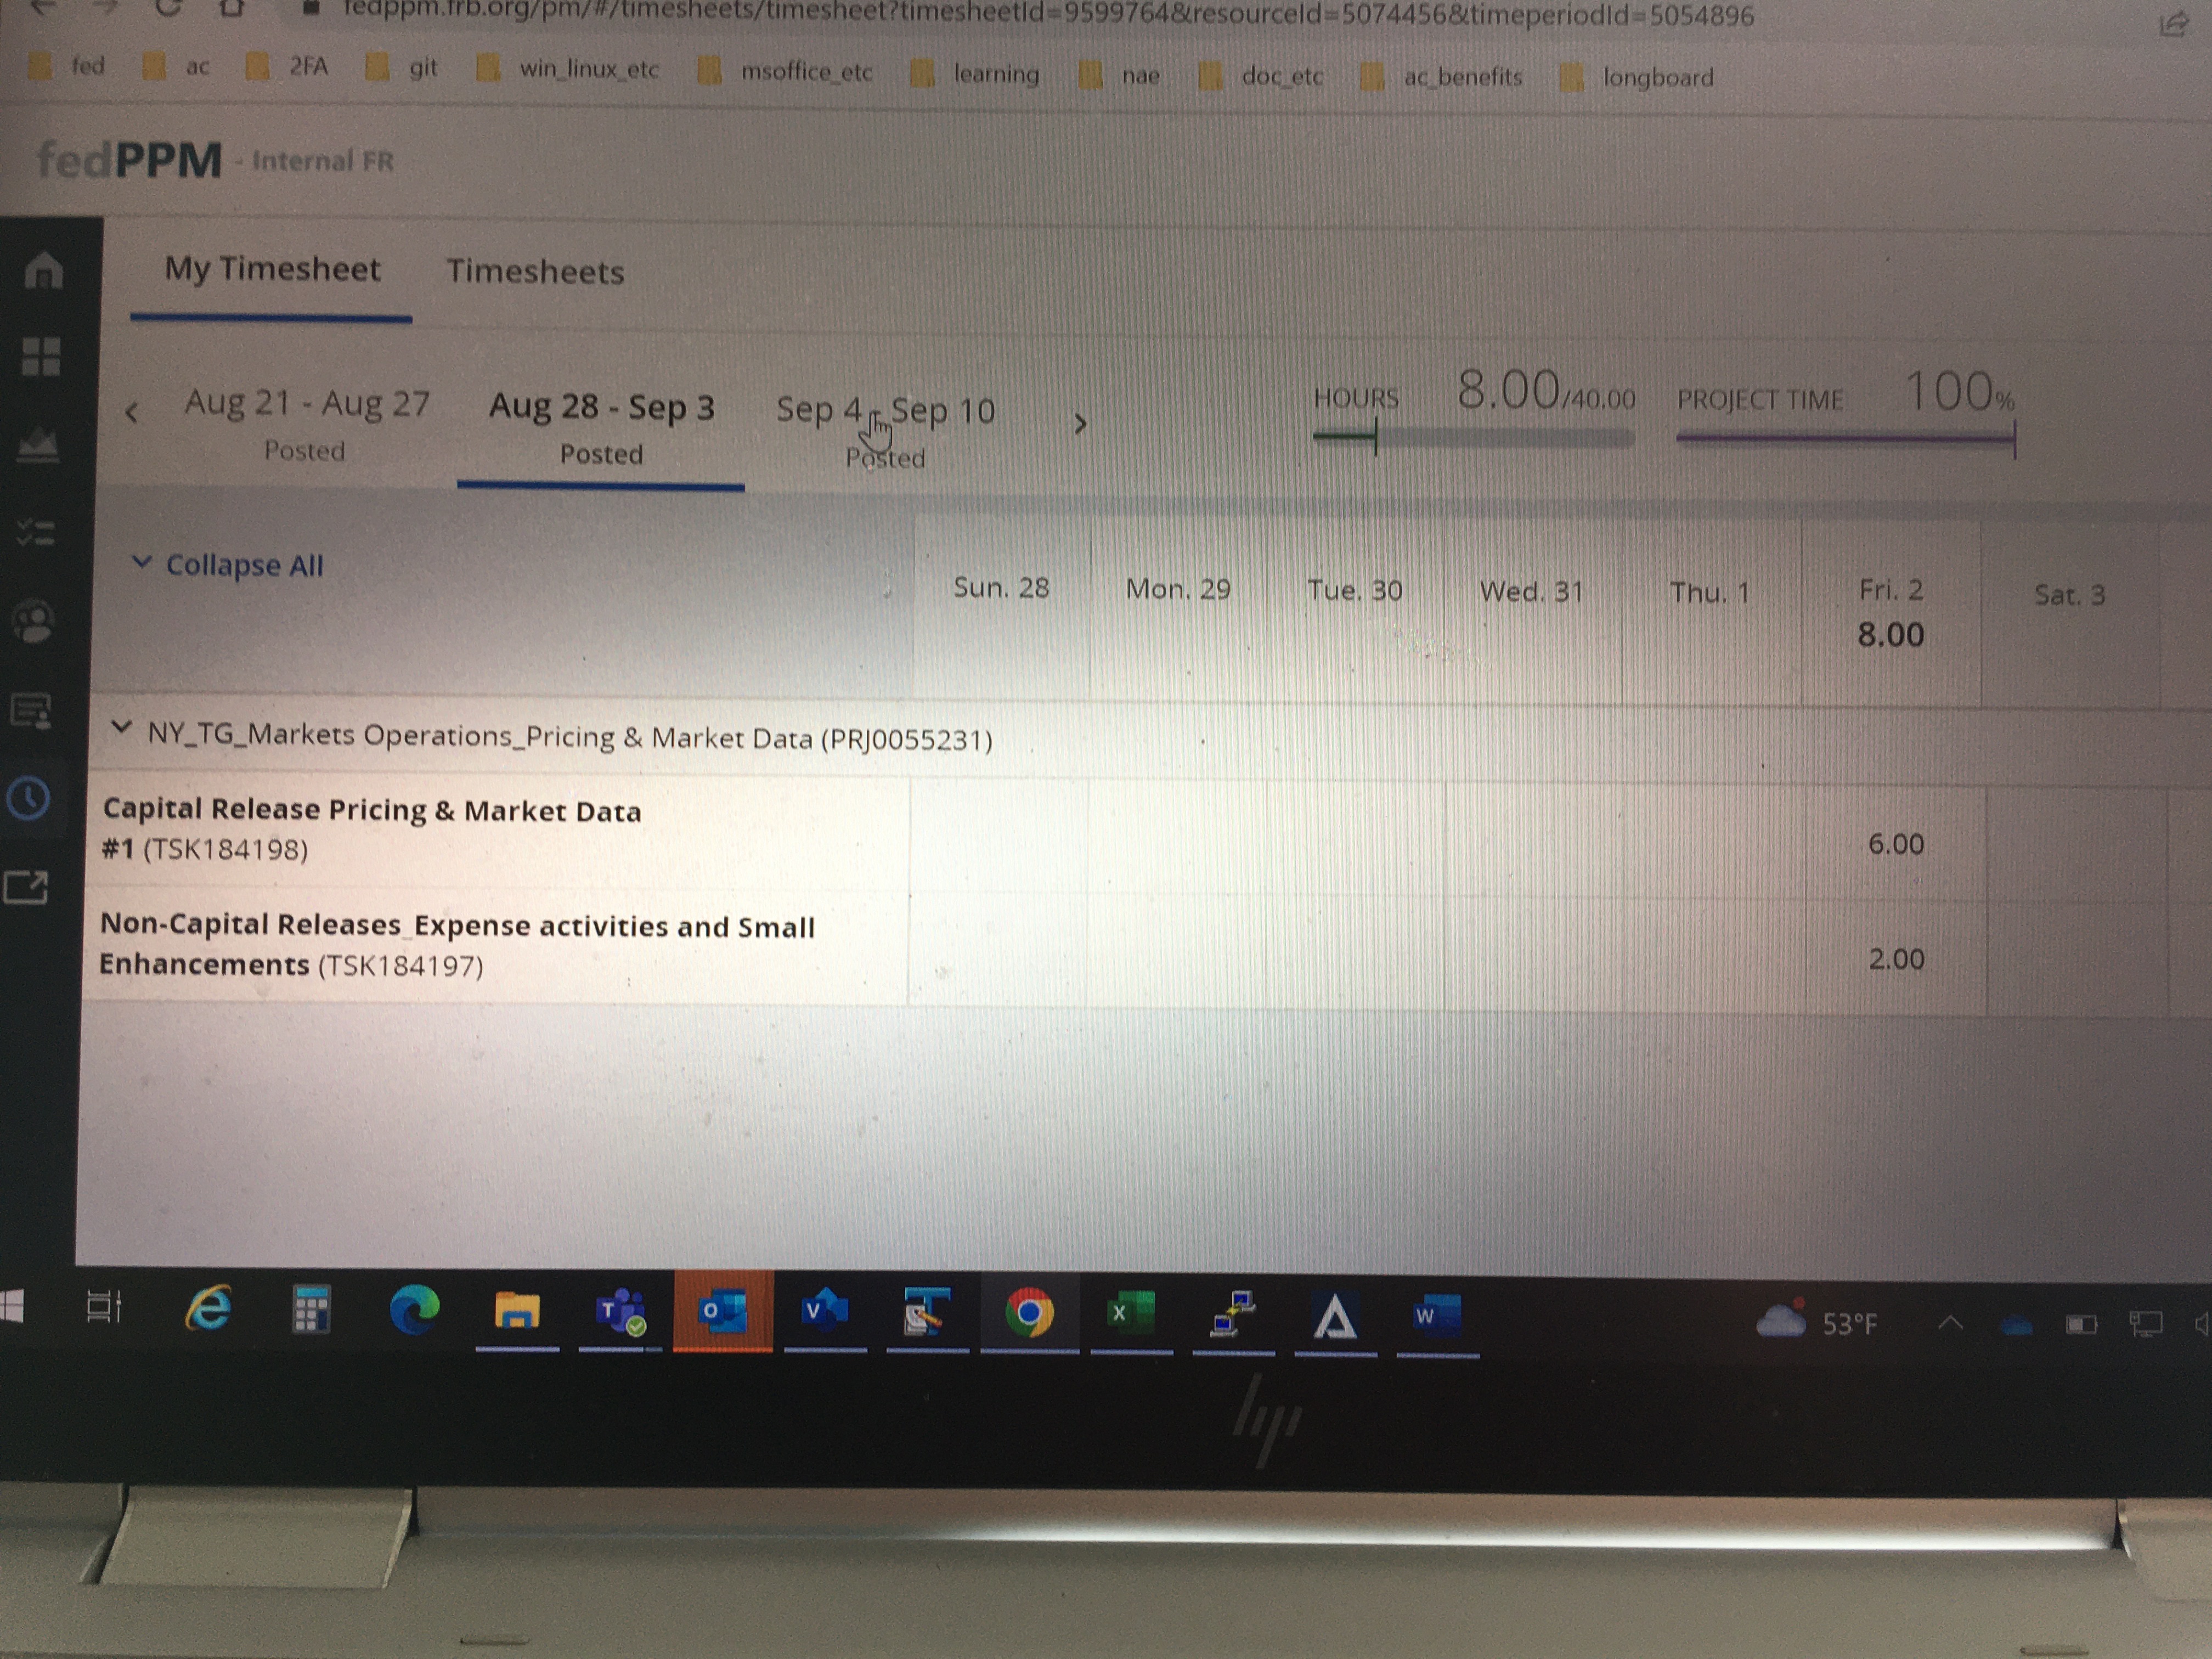 fedppm.frb.org/pm/#/timesheets/timesheet?timesheetId=9599764&resourceId=5074456&timeperiodId=5054896
fed ac 2FA git win_linux_etc msoffice_etc learning nae doc_etc ac_benefits longboard
fedPPM - Internal FR
My Timesheet Timesheets
Aug 21 - Aug 27 Aug 28 - Sep 3 Sep 4 - Sep 10 HOURS 8.00/40.00 PROJECT TIME 100%
Posted Posted Posted
Collapse All Sun. 28 Mon. 29 Tue. 30 Wed. 31 Thu. 1 Fri. 2 Sat. 3
8.00
NY_TG_Markets Operations_Pricing & Market Data (PRJ0055231)
Capital Release Pricing & Market Data
#1 (TSK184198) 6.00
Non-Capital Releases_Expense activities and Small
Enhancements (TSK184197) 2.00
53°F
hp